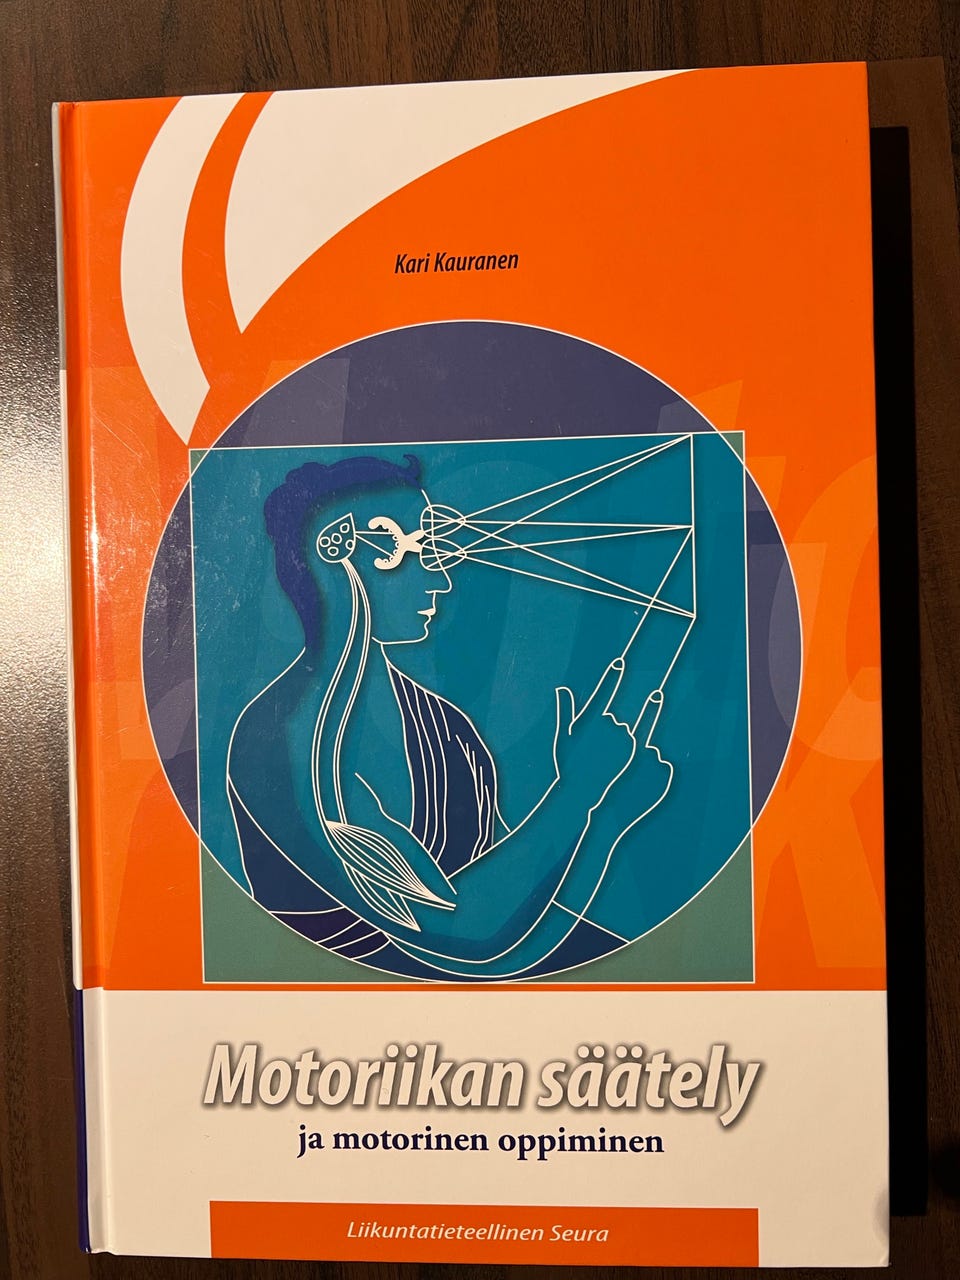 Kari Kauranen
Motoriikan säätely
ja motorinen oppiminen
Liikuntatieteellinen Seura